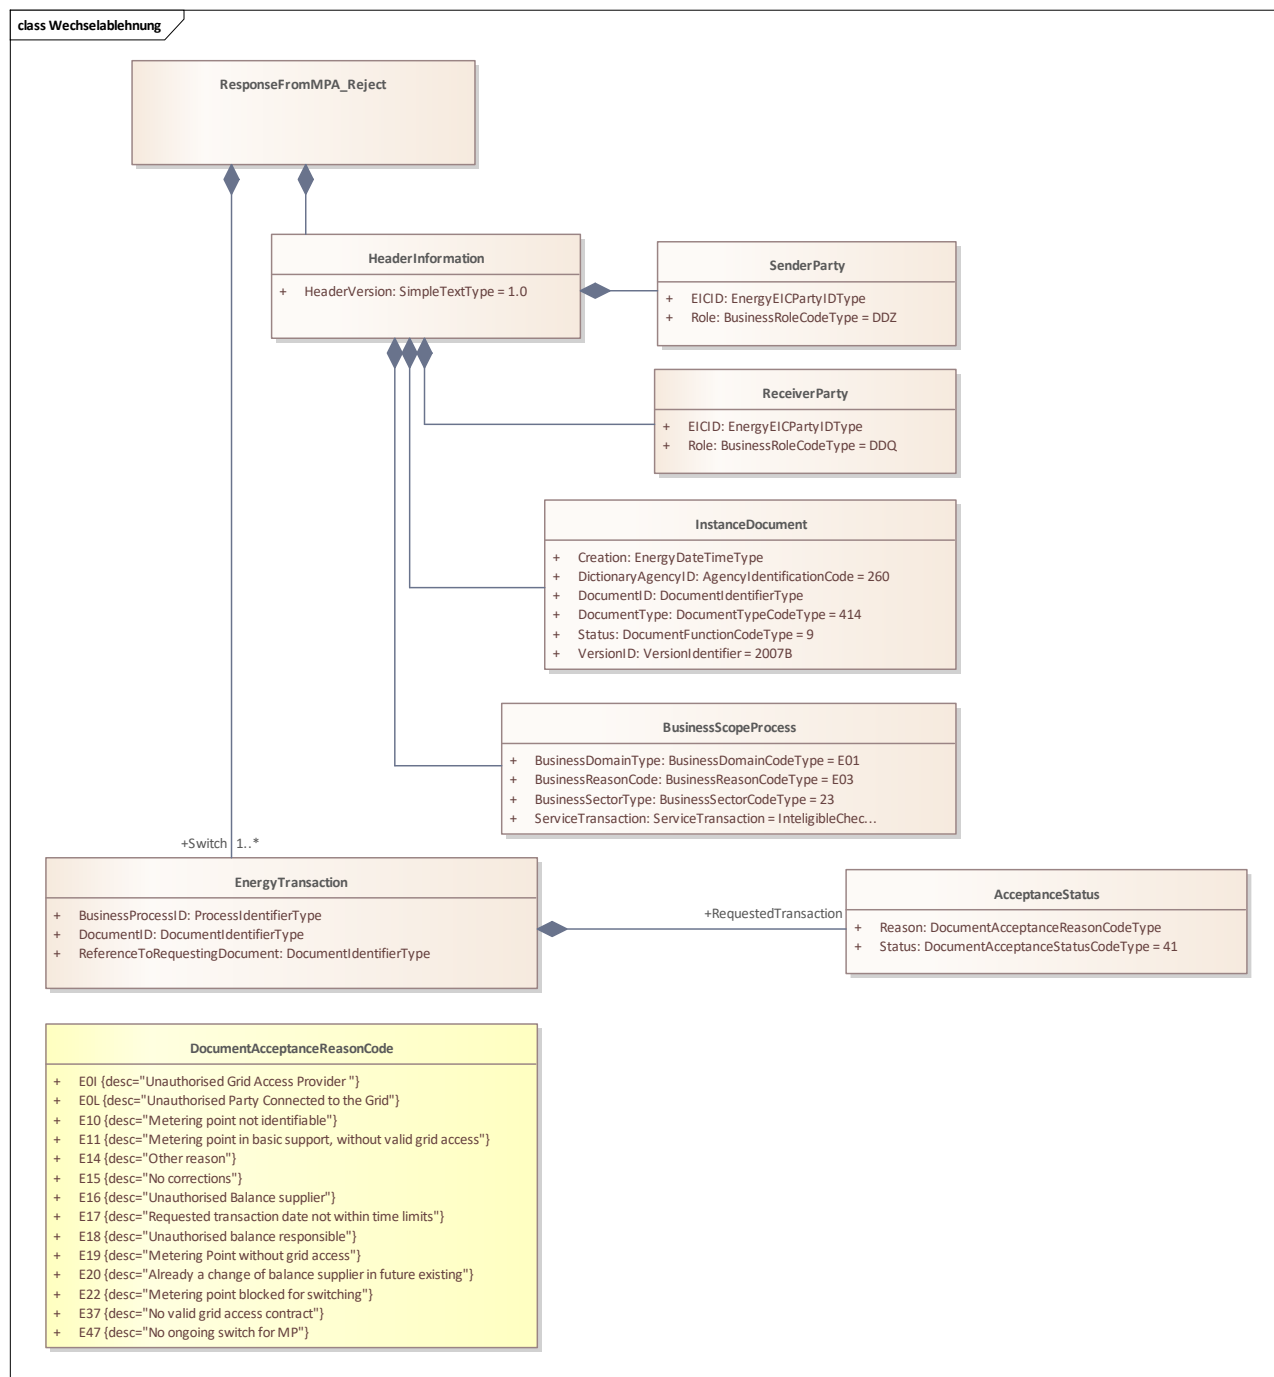 class Wechselablehnung
ResponseFromMPA_Reject
HeaderInformation
+ HeaderVersion: SimpleTextType = 1.0
SenderParty
+ EICID: EnergyEICPartyIDType
+ Role: BusinessRoleCodeType = DDZ
ReceiverParty
+ EICID: EnergyEICPartyIDType
+ Role: BusinessRoleCodeType = DDQ
InstanceDocument
+ Creation: EnergyDateTimeType
+ DictionaryAgencyID: AgencyIdentificationCode = 260
+ DocumentID: DocumentIdentifierType
+ DocumentType: DocumentTypeCodeType = 414
+ Status: DocumentFunctionCodeType = 9
+ VersionID: VersionIdentifier = 2007B
BusinessScopeProcess
+ BusinessDomainType: BusinessDomainCodeType = E01
+ BusinessReasonCode: BusinessReasonCodeType = E03
+ BusinessSectorType: BusinessSectorCodeType = 23
+ ServiceTransaction: ServiceTransaction = InteligibleChec...
+Switch 1..*
EnergyTransaction
+ BusinessProcessID: ProcessIdentifierType
+ DocumentID: DocumentIdentifierType
+ ReferenceToRequestingDocument: DocumentIdentifierType
+RequestedTransaction
AcceptanceStatus
+ Reason: DocumentAcceptanceReasonCodeType
+ Status: DocumentAcceptanceStatusCodeType = 41
DocumentAcceptanceReasonCode
+ E0I {desc="Unauthorised Grid Access Provider "}
+ E0L {desc="Unauthorised Party Connected to the Grid"}
+ E10 {desc="Metering point not identifiable"}
+ E11 {desc="Metering point in basic support, without valid grid access"}
+ E14 {desc="Other reason"}
+ E15 {desc="No corrections"}
+ E16 {desc="Unauthorised Balance supplier"}
+ E17 {desc="Requested transaction date not within time limits"}
+ E18 {desc="Unauthorised balance responsible"}
+ E19 {desc="Metering Point without grid access"}
+ E20 {desc="Already a change of balance supplier in future existing"}
+ E22 {desc="Metering point blocked for switching"}
+ E37 {desc="No valid grid access contract"}
+ E47 {desc="No ongoing switch for MP"}